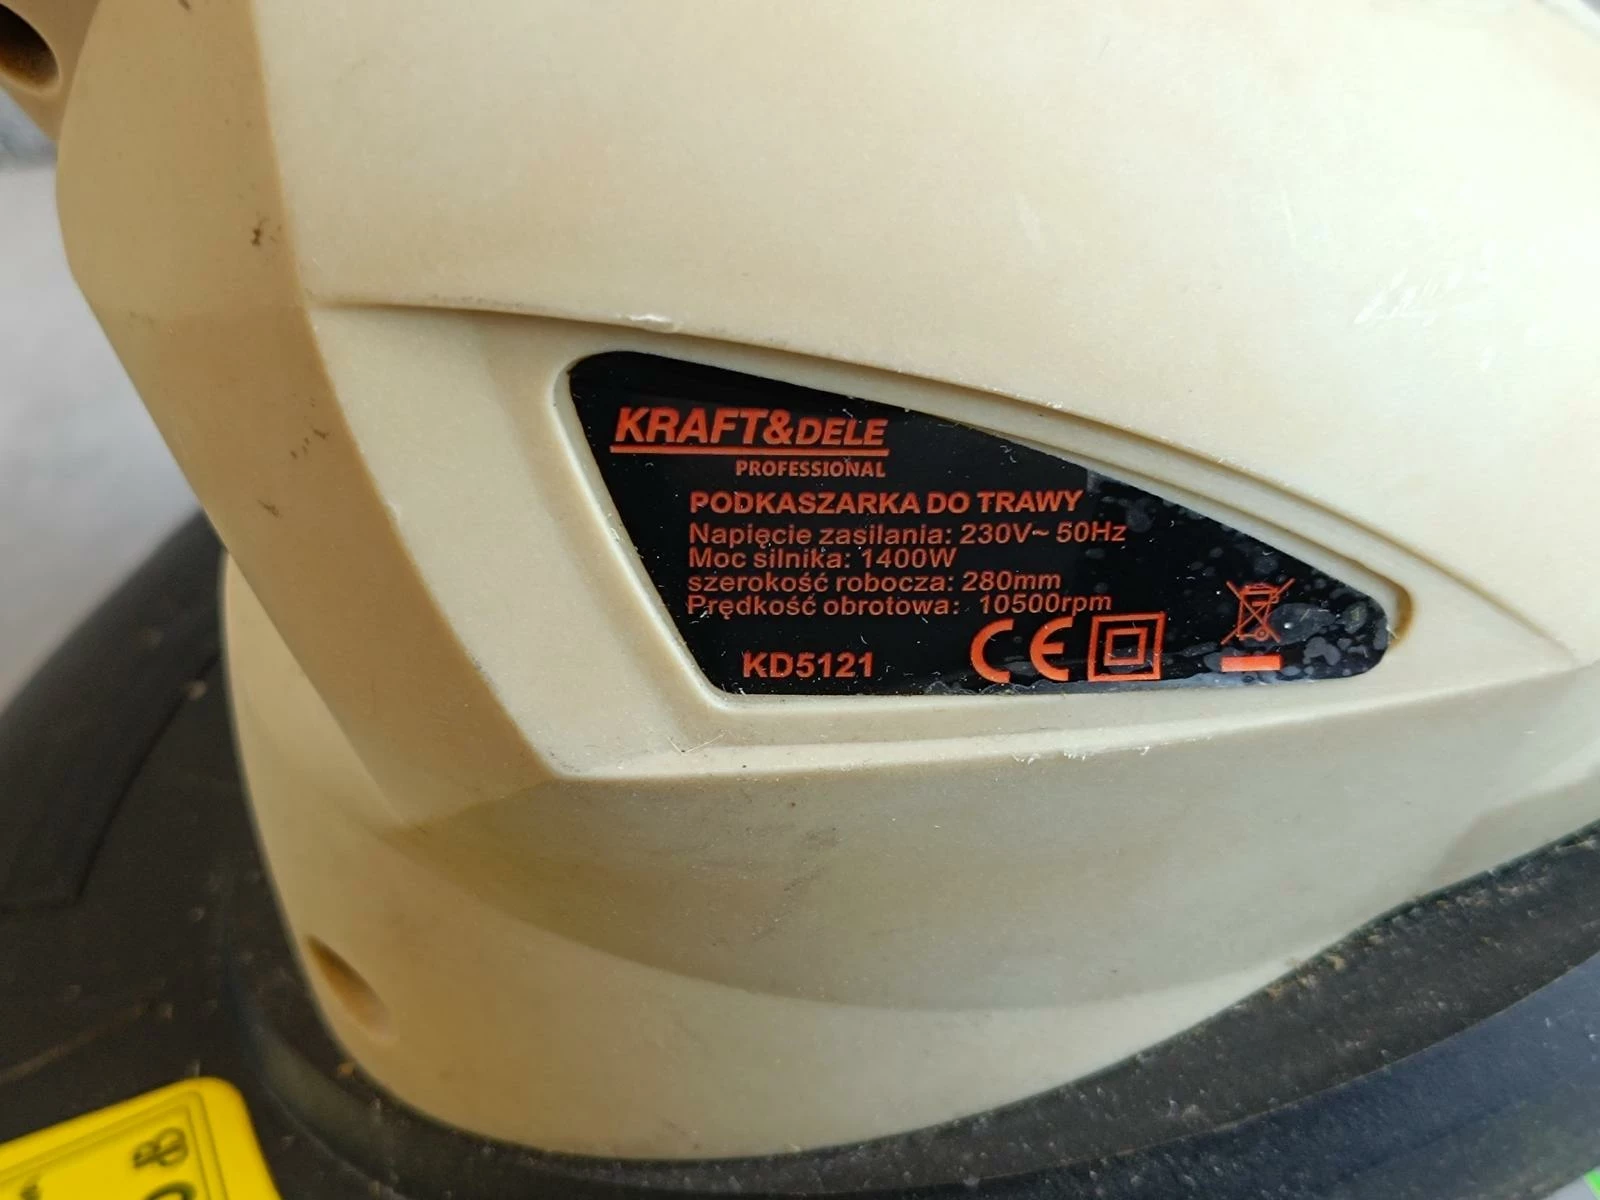 KRAFT&DELE
PROFESSIONAL
PODKASZARKA DO TRAWY
Napięcie zasilania: 230V~ 50Hz
Moc silnika: 1400W
szerokość robocza: 280mm
Prędkość obrotowa: 10500rpm
KD5121 CE